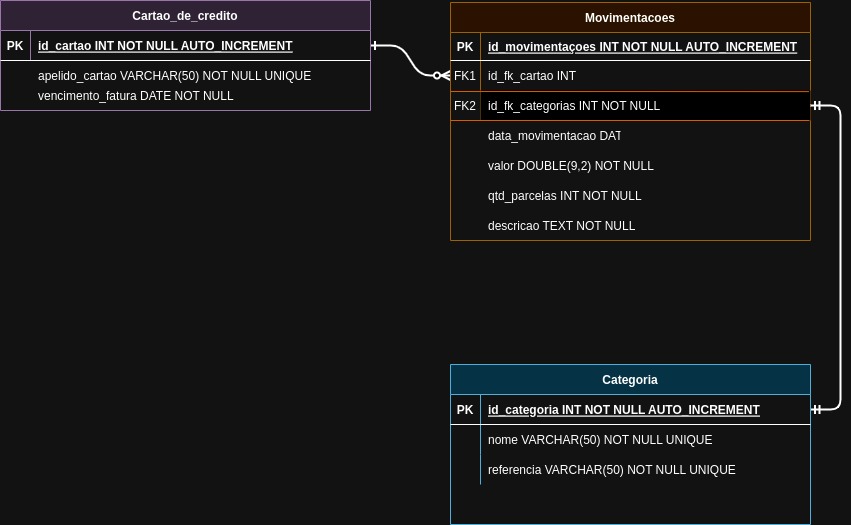 Cartao_de_credito
PK id_cartao INT NOT NULL AUTO_INCREMENT
apelido_cartao VARCHAR(50) NOT NULL UNIQUE
vencimento_fatura DATE NOT NULL
Movimentacoes
PK id_movimentaçoes INT NOT NULL AUTO_INCREMENT
FK1 id_fk_cartao INT
FK2 id_fk_categorias INT NOT NULL
data_movimentacao DAT
valor DOUBLE(9,2) NOT NULL
qtd_parcelas INT NOT NULL
descricao TEXT NOT NULL
Categoria
PK id_categoria INT NOT NULL AUTO_INCREMENT
nome VARCHAR(50) NOT NULL UNIQUE
referencia VARCHAR(50) NOT NULL UNIQUE